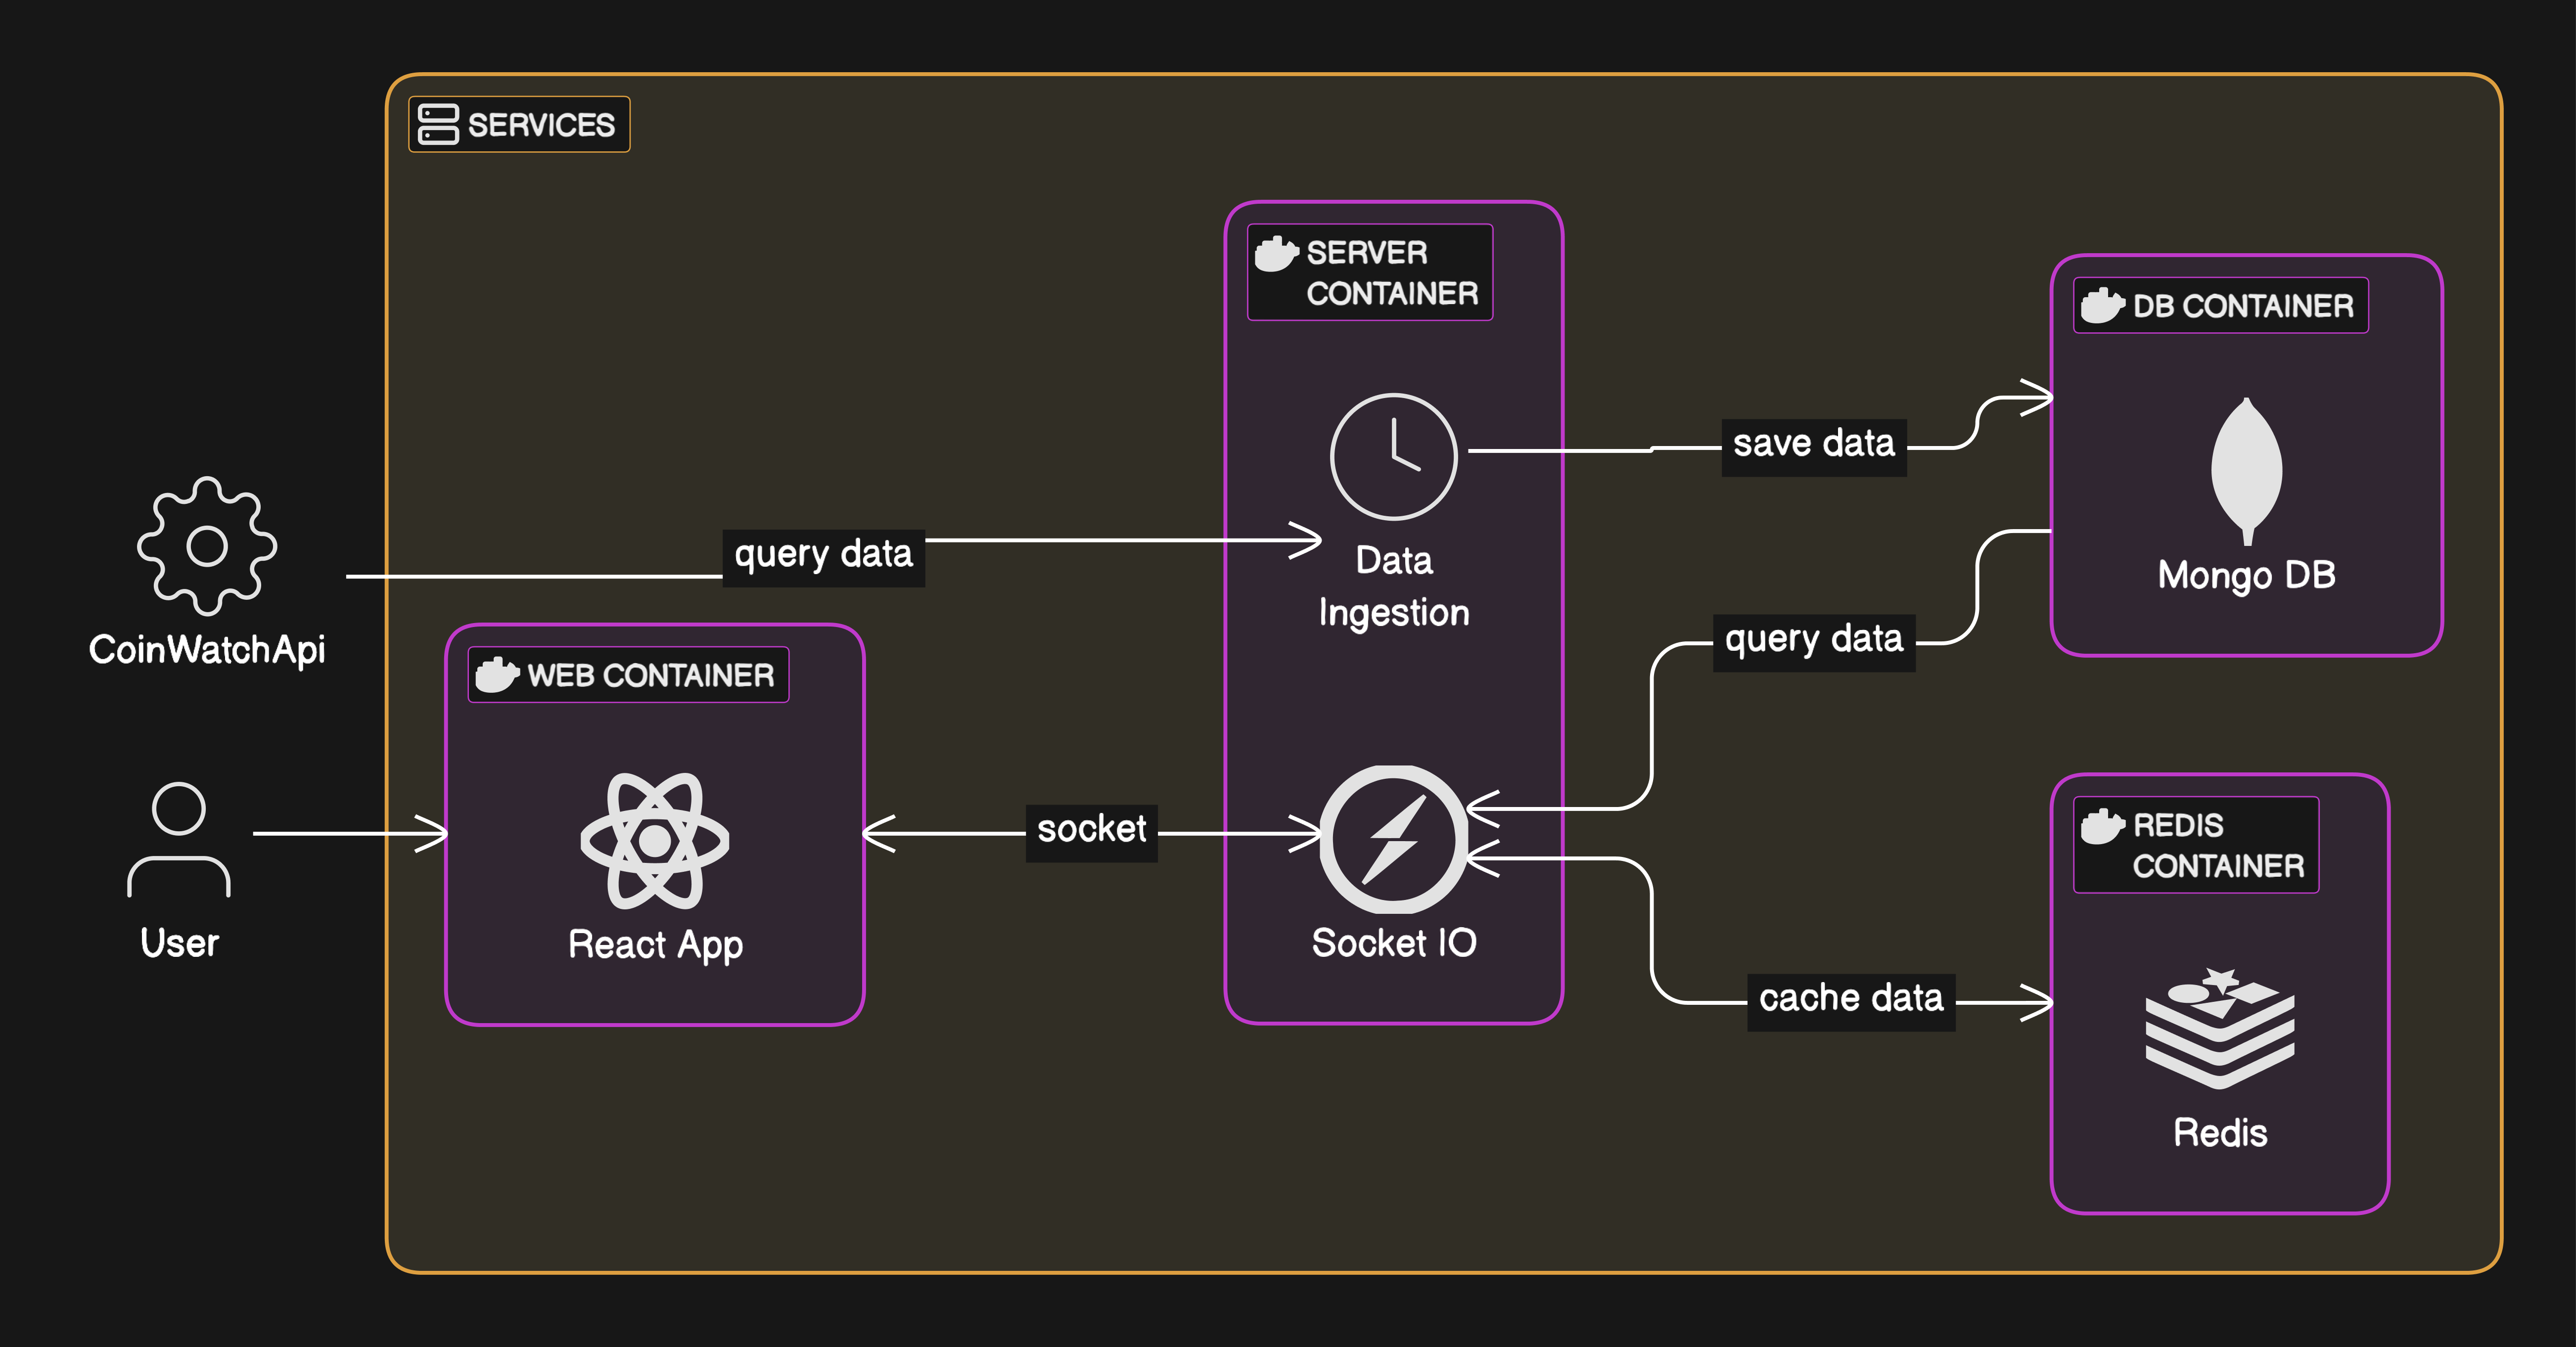 SERVICES
SERVER
CONTAINER
DB CONTAINER
save data
query data
Data
Ingestion
Mongo DB
CoinWatchApi
query data
WEB CONTAINER
socket
REDIS
CONTAINER
User
React App
Socket IO
cache data
Redis